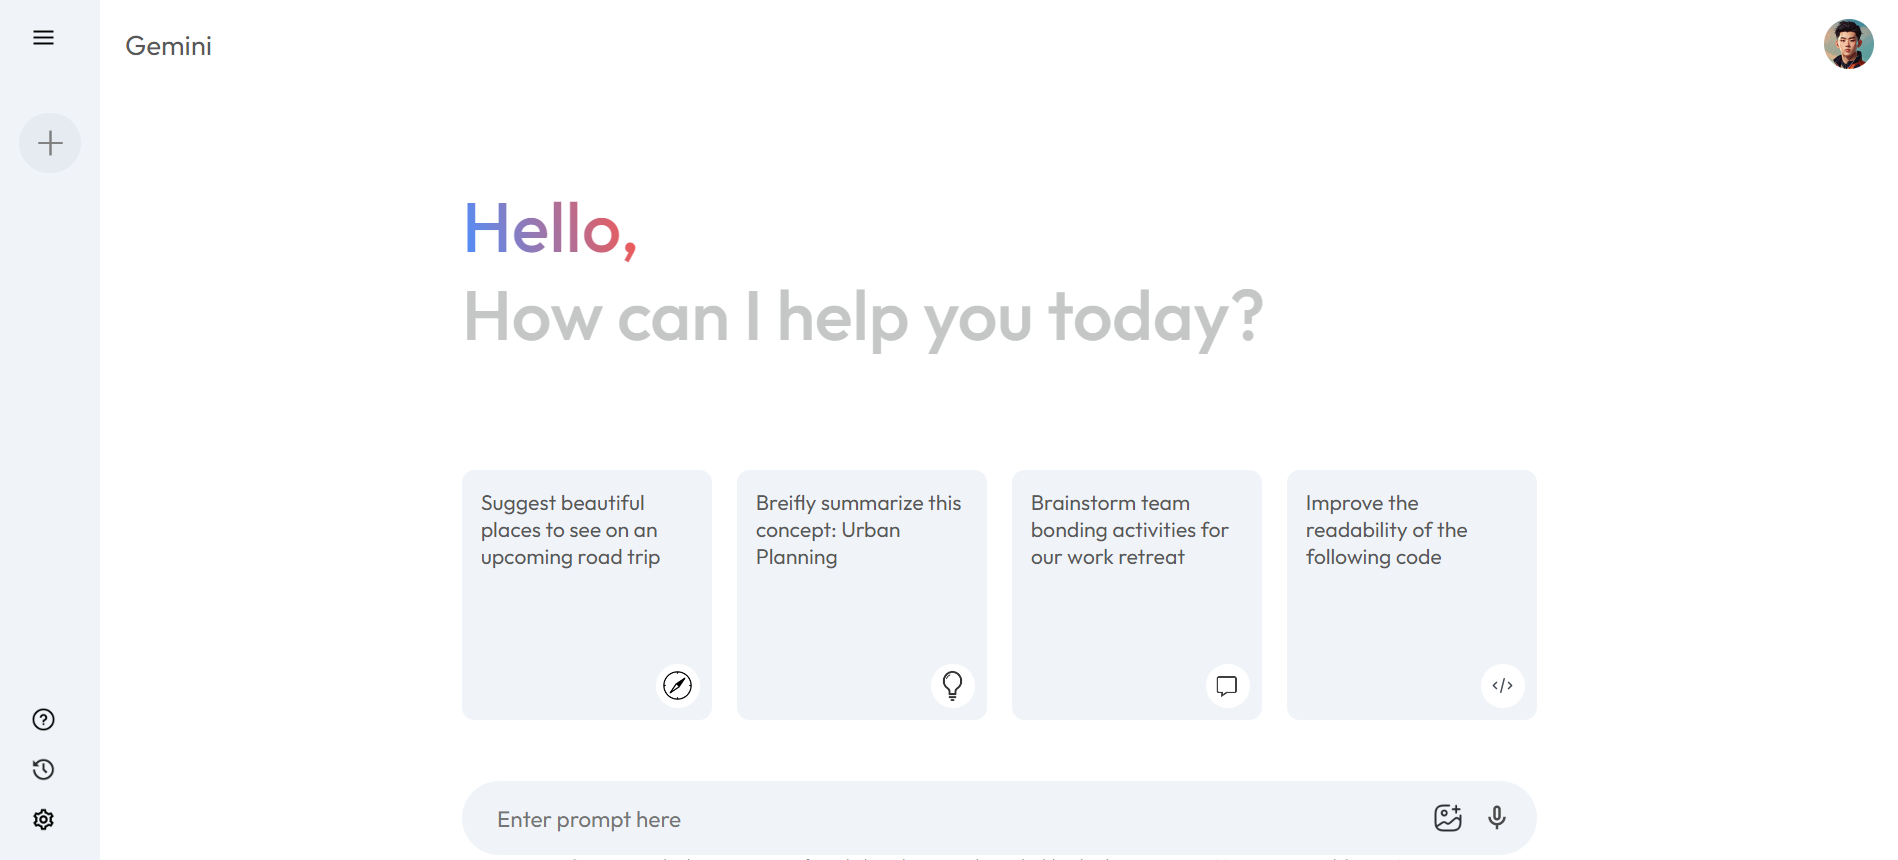 Gemini
Hello,
How can I help you today?
Suggest beautiful
places to see on an
upcoming road trip
Breifly summarize this
concept: Urban
Planning
Brainstorm team
bonding activities for
our work retreat
Improve the
readability of the
following code
</>
Enter prompt here